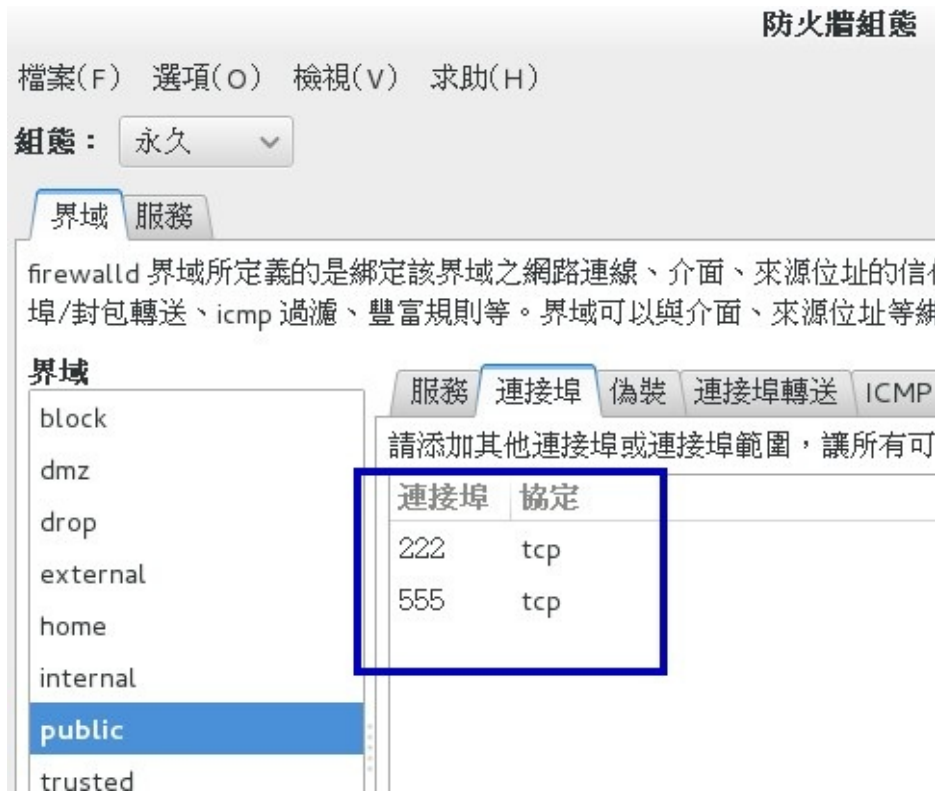 防火牆組態
檔案(F) 選項(O) 檢視(V) 求助(H)
組態： 永久
界域 服務
firewalld 界域所定義的是綁定該界域之網路連線、介面、來源位址的信
埠/封包轉送、icmp 過濾、豐富規則等。界域可以與介面、來源位址等
界域
服務 連接埠 偽裝 連接埠轉送 ICMP
請添加其他連接埠或連接埠範圍，讓所有可
連接埠 協定
222 tcp
555 tcp
block
dmz
drop
external
home
internal
public
trusted